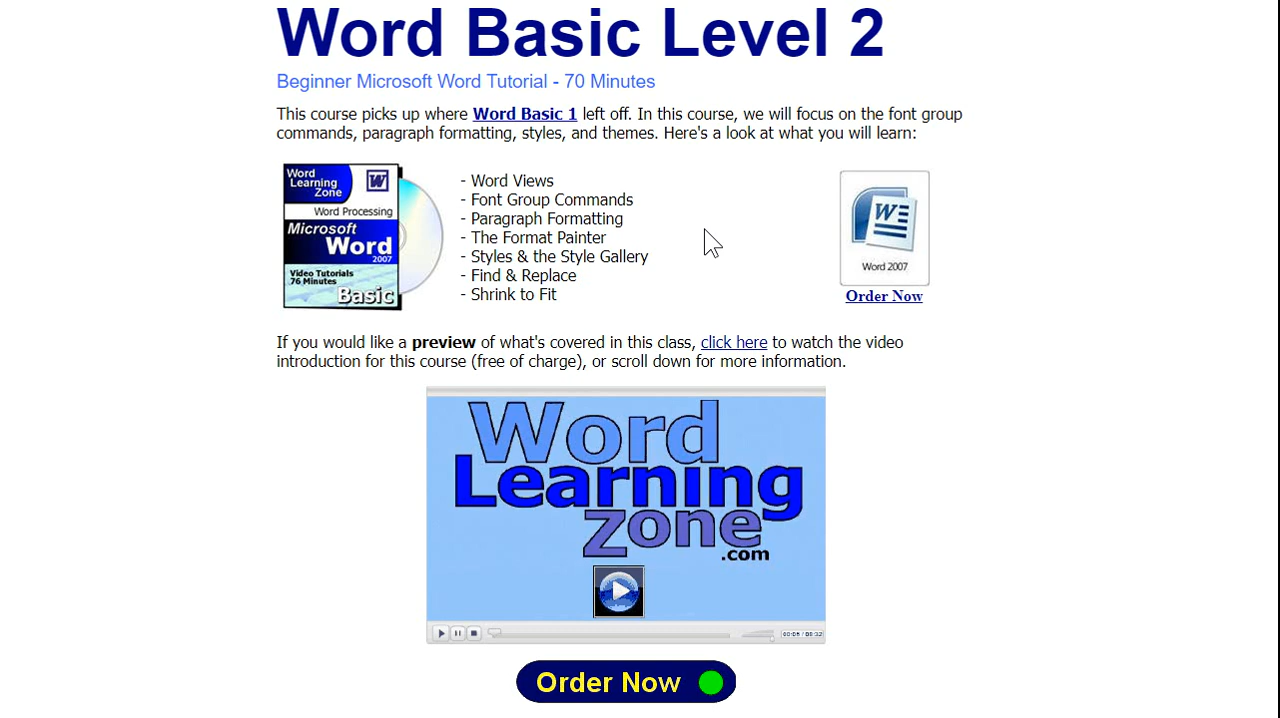 Word Basic Level 2
Beginner Microsoft Word Tutorial - 70 Minutes
This course picks up where Word Basic 1 left off. In this course, we will focus on the font group
commands, paragraph formatting, styles, and themes. Here's a look at what you will learn:
Word
Learning
Zone
W
Word Processing
Microsoft
Word
2007
Video Tutorials
76 Minutes
Basic
- Word Views
- Font Group Commands
- Paragraph Formatting
- The Format Painter
- Styles & the Style Gallery
- Find & Replace
- Shrink to Fit
W
Word 2007
Order Now
If you would like a preview of what's covered in this class, click here to watch the video
introduction for this course (free of charge), or scroll down for more information.
Word
Learning
zone
.com
Order Now